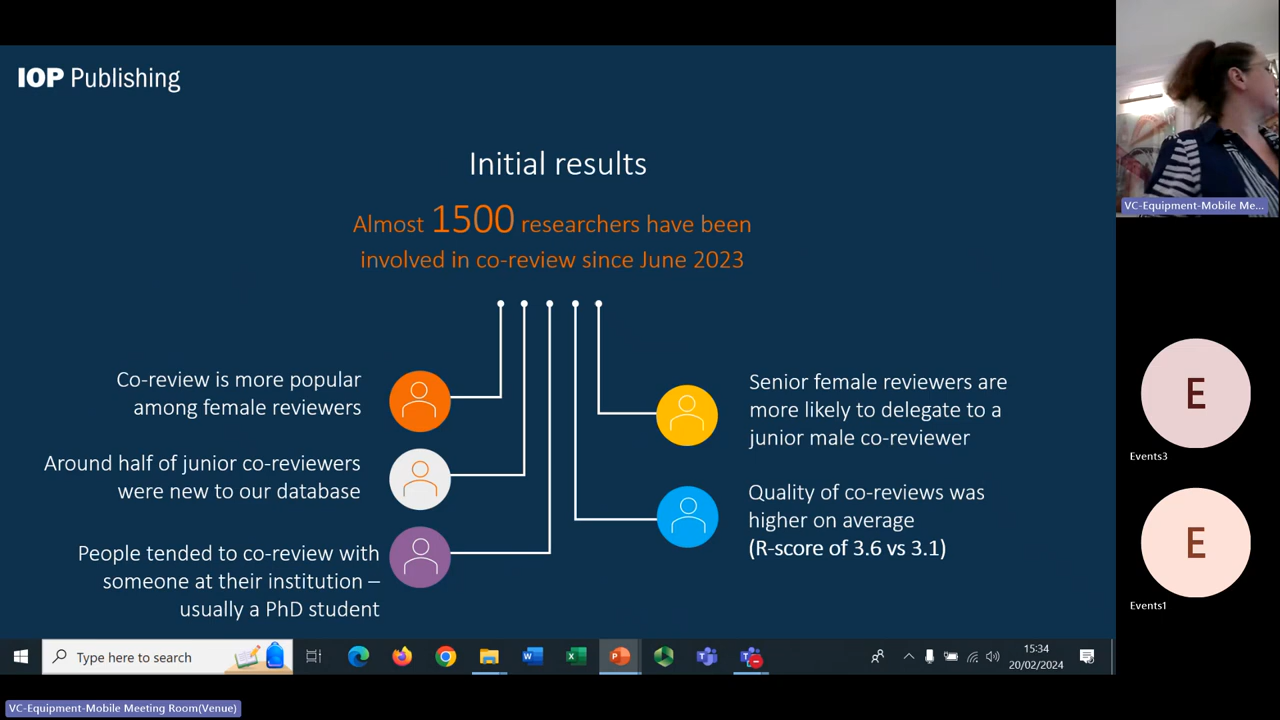 IOP Publishing
Initial results
Almost 1500 researchers have been
involved in co-review since June 2023
Co-review is more popular
among female reviewers
Around half of junior co-reviewers
were new to our database
People tended to co-review with
someone at their institution –
usually a PhD student
Senior female reviewers are
more likely to delegate to a
junior male co-reviewer
Quality of co-reviews was
higher on average
(R-score of 3.6 vs 3.1)
VC-Equipment-Mobile Me...
E
Events3
E
Events1
Type here to search
15:34
20/02/2024
VC-Equipment-Mobile Meeting Room(Venue)